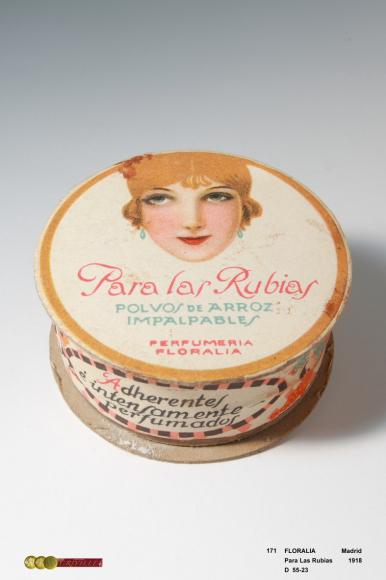 Para las Rubias
POLVOS DE ARROZ
IMPALPABLES
PERFUMERIA
FLORALIA
Adherentes
é intensamente
perfumados
171 FLORALIA Madrid
Para Las Rubias 1918
D 55-23